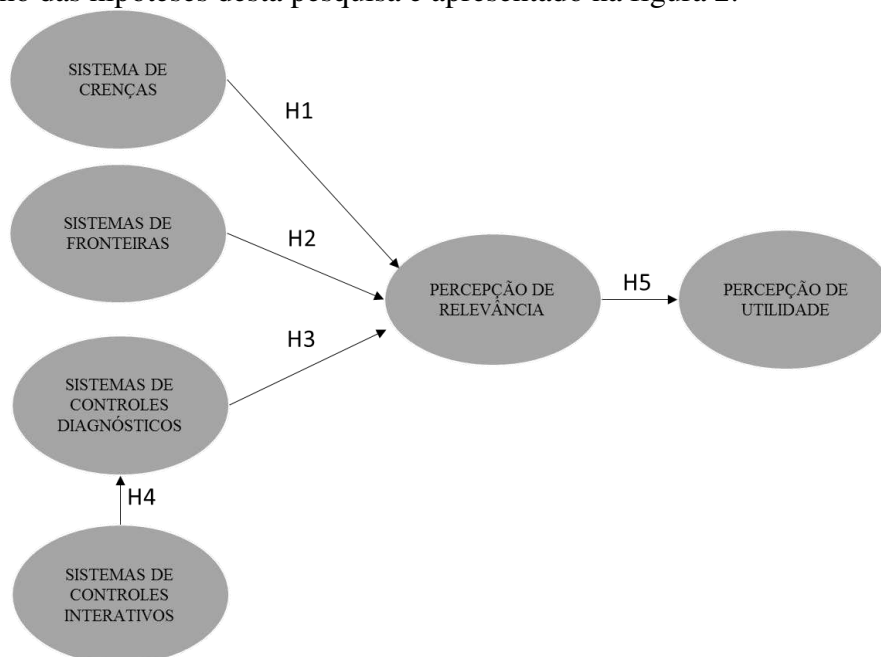 das hipóteses desta pesquisa é apresentado na figura 2.
SISTEMA DE
CRENÇAS
H1
SISTEMAS DE
FRONTEIRAS
H2
PERCEPÇÃO DE
RELEVÂNCIA
H5
PERCEPÇÃO DE
UTILIDADE
H3
SISTEMAS DE
CONTROLES
DIAGNÓSTICOS
H4
SISTEMAS DE
CONTROLES
INTERATIVOS